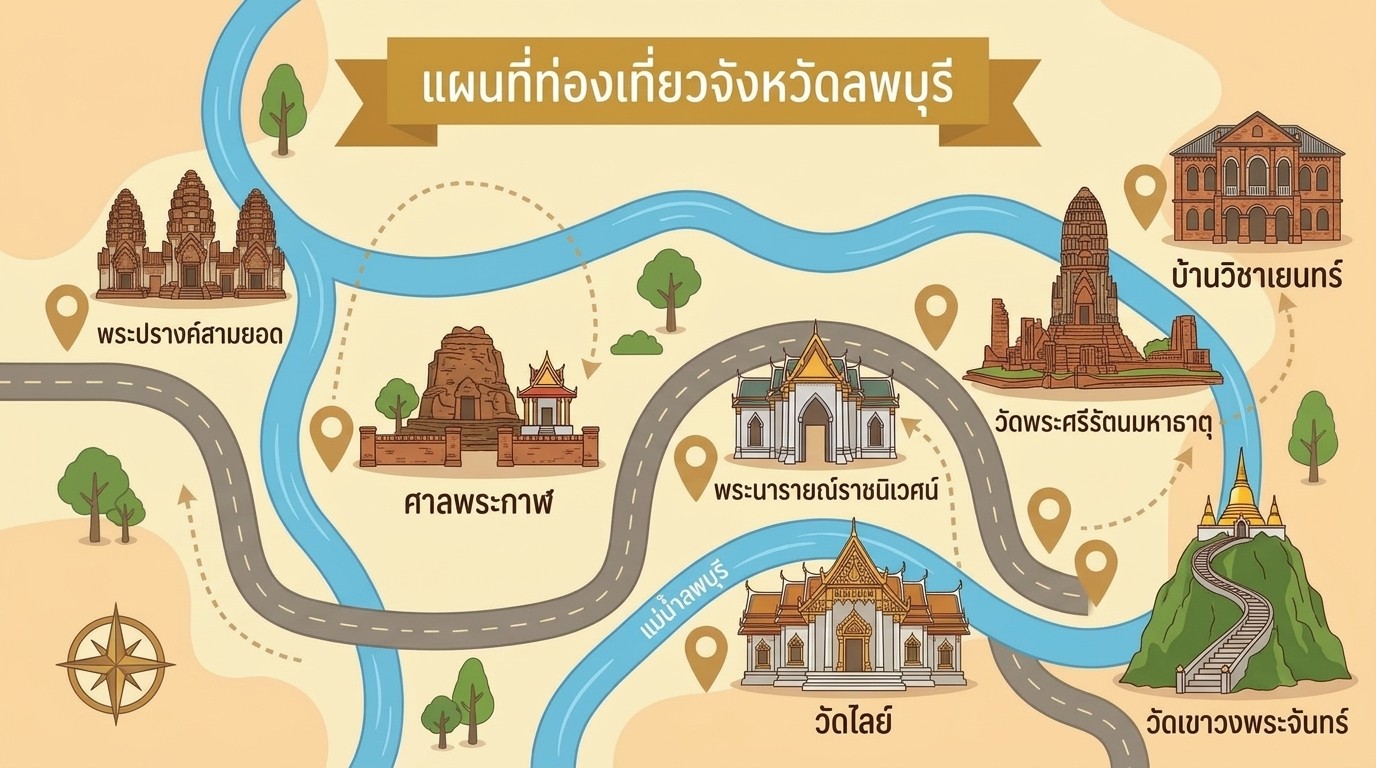 แผนที่ท่องเที่ยวจังหวัดลพบุรี
บ้านวิชาเยนทร์
พระปรางค์สามยอด
วัดพระศรีรัตนมหาธาตุ
ศาลพระกาฬ
พระนารายณ์ราชนิเวศน์
แม่น้ำลพบุรี
วัดไลย์
วัดเขาวงพระจันทร์